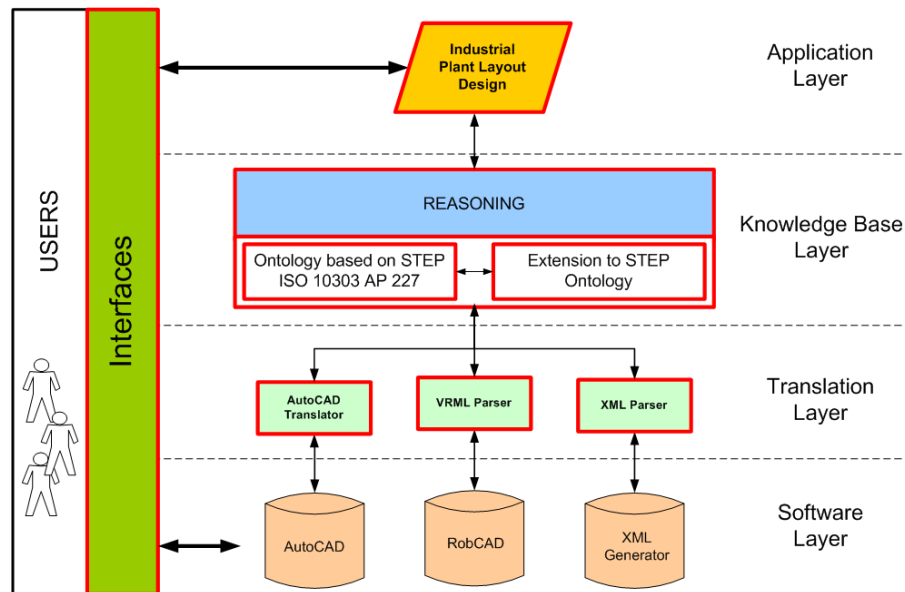 USERS
Interfaces
Industrial
Plant Layout
Design
Application
Layer
REASONING
Ontology based on STEP
ISO 10303 AP 227
Extension to STEP
Ontology
Knowledge Base
Layer
AutoCAD
Translator
VRML Parser
XML Parser
Translation
Layer
AutoCAD
RobCAD
XML
Generator
Software
Layer